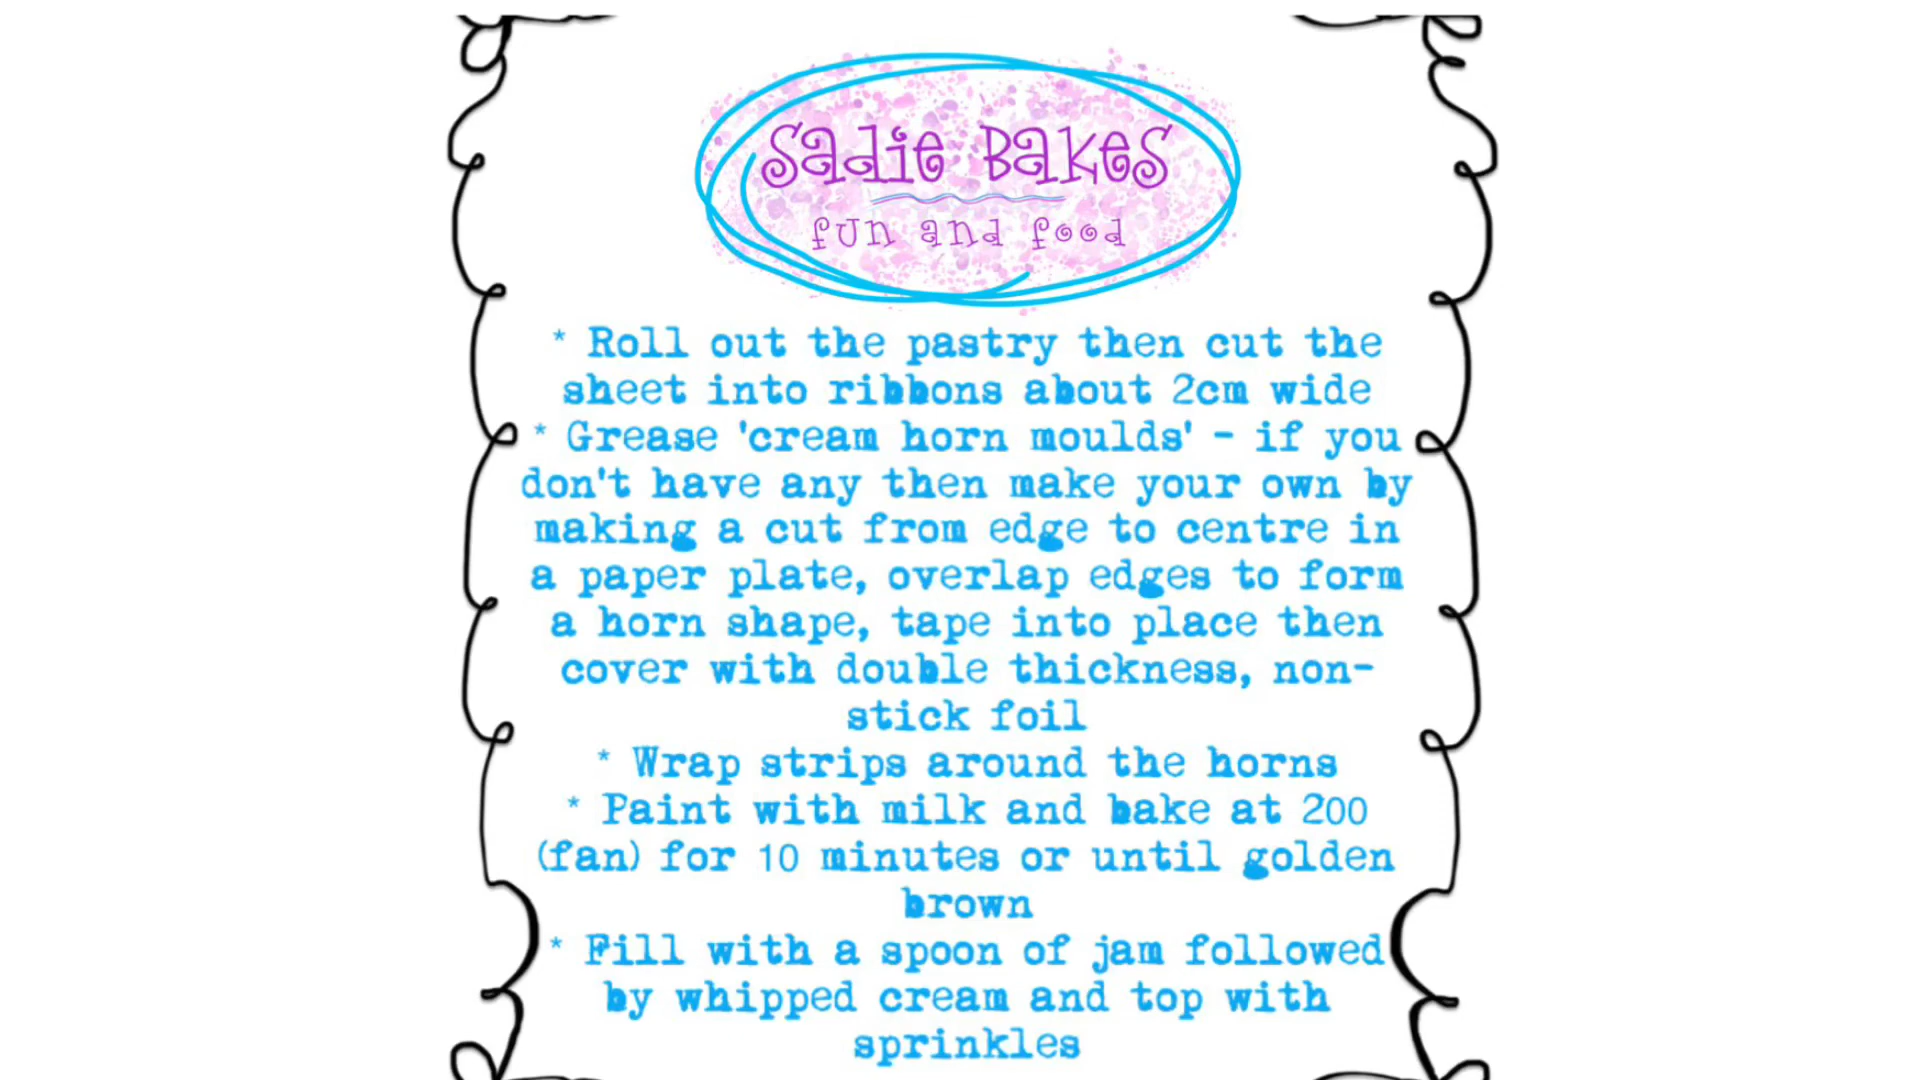 Sadie Bakes
fun and food
* Roll out the pastry then cut the
sheet into ribbons about 2cm wide
* Grease 'cream horn moulds' - if you
don't have any then make your own by
making a cut from edge to centre in
a paper plate, overlap edges to form
a horn shape, tape into place then
cover with double thickness, non-
stick foil
* Wrap strips around the horns
* Paint with milk and bake at 200
(fan) for 10 minutes or until golden
brown
* Fill with a spoon of jam followed
by whipped cream and top with
sprinkles